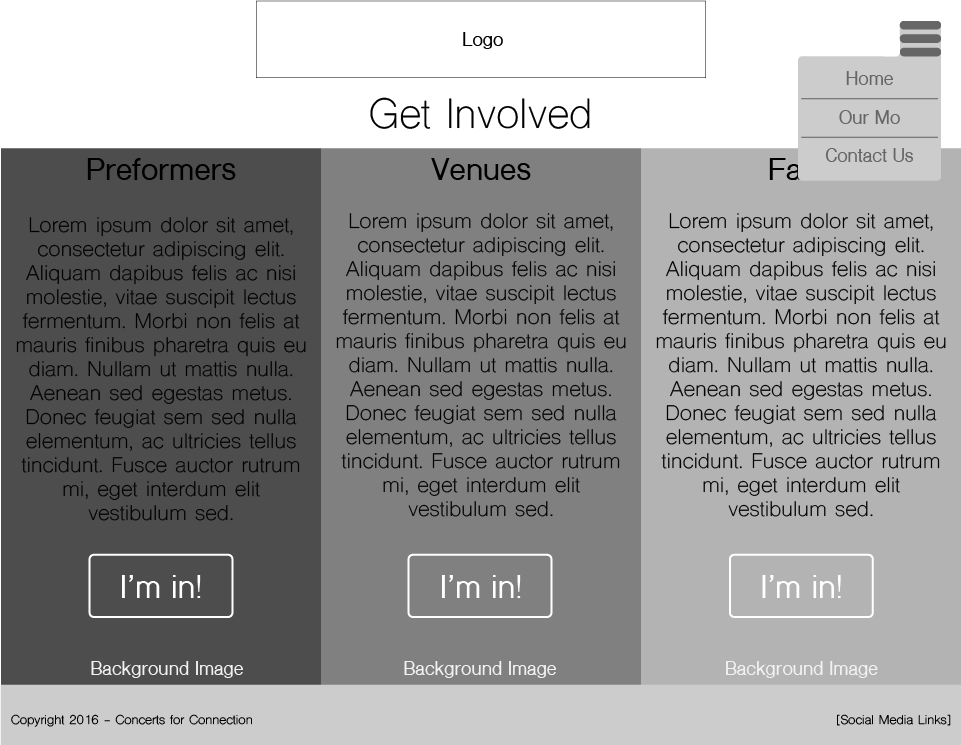 Logo
Home
Our Mo
Contact Us
Get Involved
Preformers
Lorem ipsum dolor sit amet,
consectetur adipiscing elit.
Aliquam dapibus felis ac nisi
molestie, vitae suscipit lectus
fermentum. Morbi non felis at
mauris finibus pharetra quis eu
diam. Nullam ut mattis nulla.
Aenean sed egestas metus.
Donec feugiat sem sed nulla
elementum, ac ultricies tellus
tincidunt. Fusce auctor rutrum
mi, eget interdum elit
vestibulum sed.
I'm in!
Background Image
Venues
Lorem ipsum dolor sit amet,
consectetur adipiscing elit.
Aliquam dapibus felis ac nisi
molestie, vitae suscipit lectus
fermentum. Morbi non felis at
mauris finibus pharetra quis eu
diam. Nullam ut mattis nulla.
Aenean sed egestas metus.
Donec feugiat sem sed nulla
elementum, ac ultricies tellus
tincidunt. Fusce auctor rutrum
mi, eget interdum elit
vestibulum sed.
I'm in!
Background Image
Lorem ipsum dolor sit amet,
consectetur adipiscing elit.
Aliquam dapibus felis ac nisi
molestie, vitae suscipit lectus
fermentum. Morbi non felis at
mauris finibus pharetra quis eu
diam. Nullam ut mattis nulla.
Aenean sed egestas metus.
Donec feugiat sem sed nulla
elementum, ac ultricies tellus
tincidunt. Fusce auctor rutrum
mi, eget interdum elit
vestibulum sed.
I'm in!
Background Image
Copyright 2016 – Concerts for Connection
[Social Media Links]